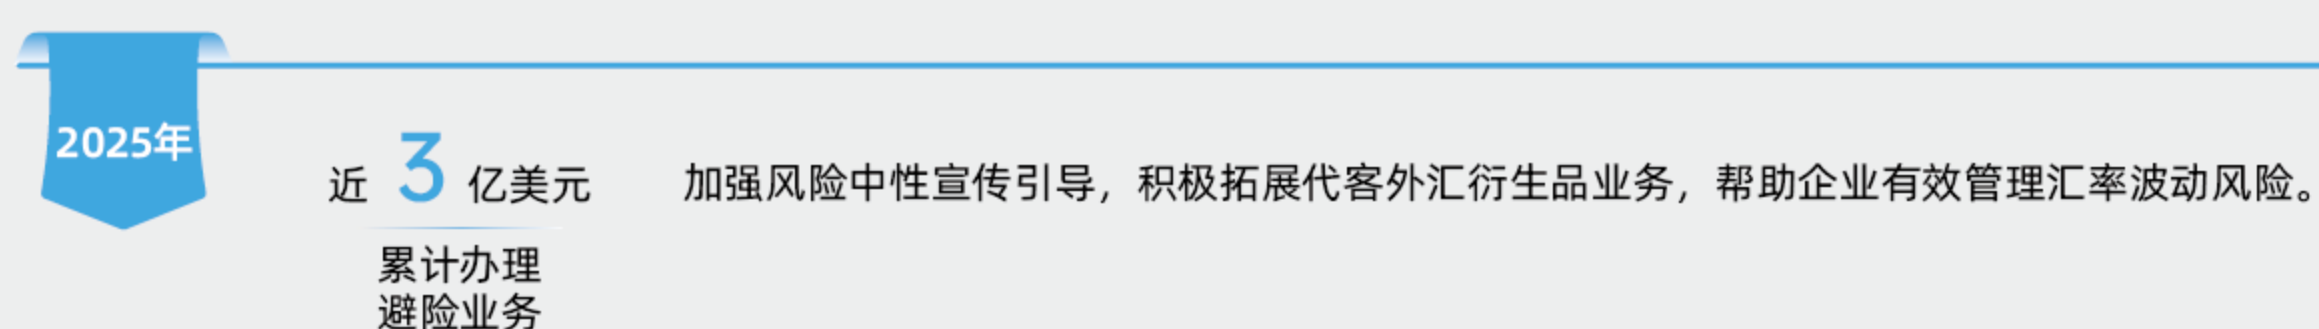 2025年
近 3 亿美元
加强风险中性宣传引导，积极拓展代客外汇衍生品业务，帮助企业有效管理汇率波动风险。
累计办理
避险业务